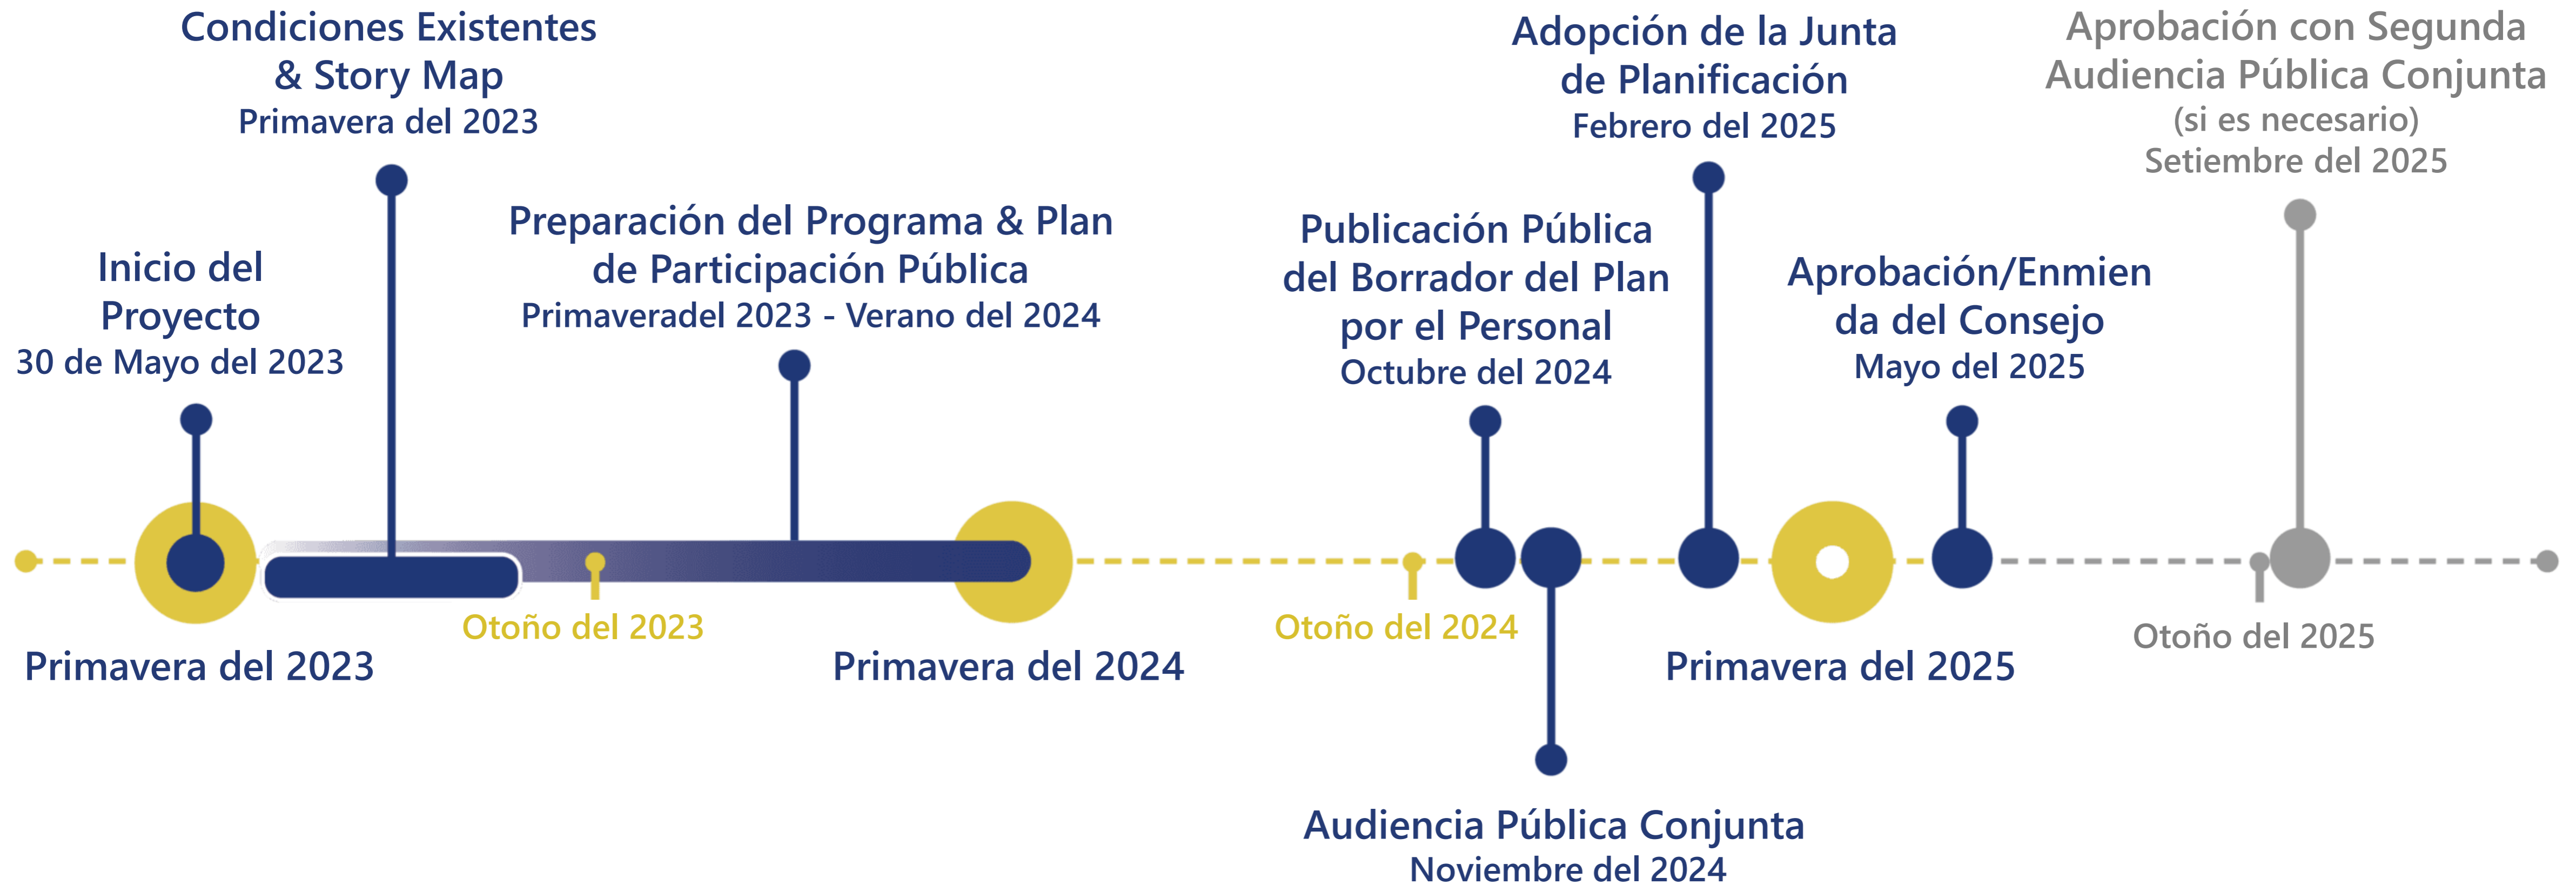 Condiciones Existentes
& Story Map
Primavera del 2023
Adopción de la Junta
de Planificación
Febrero del 2025
Aprobación con Segunda
Audiencia Pública Conjunta
(si es necesario)
Setiembre del 2025
Inicio del
Proyecto
30 de Mayo del 2023
Preparación del Programa & Plan
de Participación Pública
Primaveradel 2023 - Verano del 2024
Publicación Pública
del Borrador del Plan
por el Personal
Octubre del 2024
Aprobación/Enmien
da del Consejo
Mayo del 2025
Otoño del 2023
Otoño del 2024
Otoño del 2025
Primavera del 2023
Primavera del 2024
Primavera del 2025
Audiencia Pública Conjunta
Noviembre del 2024